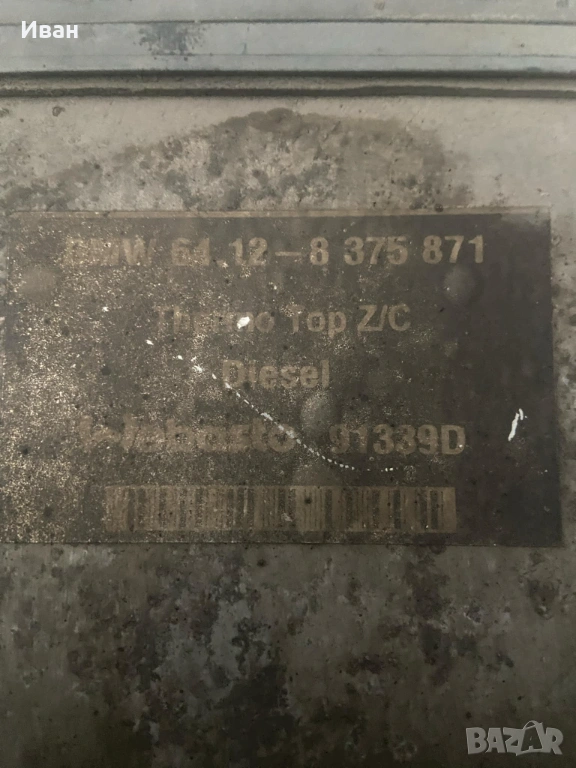 Иван
BMW 64 12-8 375 871
Thermo Top Z/C
Diesel
Webasto 91339D
BAZAR